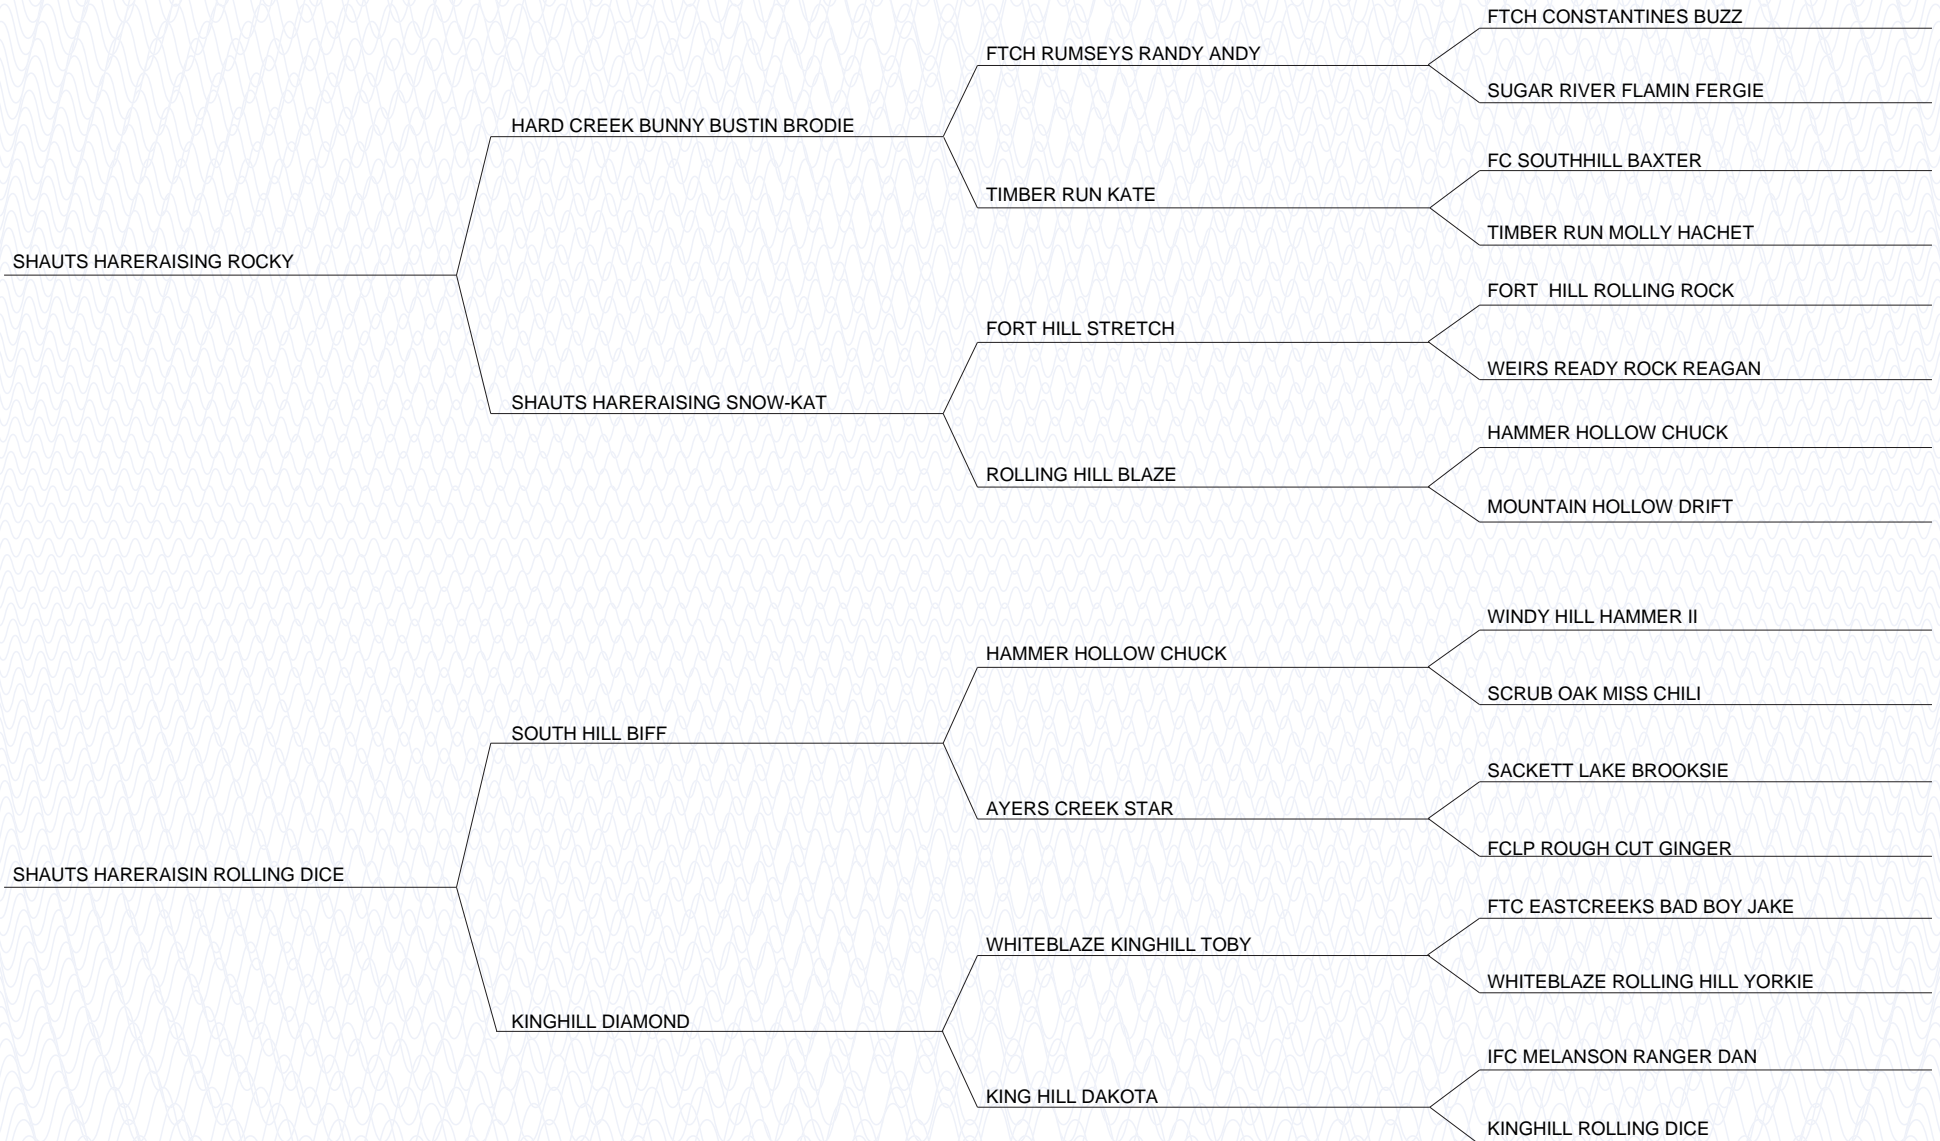 FTCH CONSTANTINES BUZZ
FTCH RUMSEYS RANDY ANDY
SUGAR RIVER FLAMIN FERGIE
HARD CREEK BUNNY BUSTIN BRODIE
FC SOUTHHILL BAXTER
TIMBER RUN KATE
TIMBER RUN MOLLY HACHET
SHAUTS HARERAISING ROCKY
FORT  HILL ROLLING ROCK
FORT HILL STRETCH
WEIRS READY ROCK REAGAN
SHAUTS HARERAISING SNOW-KAT
HAMMER HOLLOW CHUCK
ROLLING HILL BLAZE
MOUNTAIN HOLLOW DRIFT
WINDY HILL HAMMER II
HAMMER HOLLOW CHUCK
SCRUB OAK MISS CHILI
SOUTH HILL BIFF
SACKETT LAKE BROOKSIE
AYERS CREEK STAR
FCLP ROUGH CUT GINGER
SHAUTS HARERAISIN ROLLING DICE
FTC EASTCREEKS BAD BOY JAKE
WHITEBLAZE KINGHILL TOBY
WHITEBLAZE ROLLING HILL YORKIE
KINGHILL DIAMOND
IFC MELANSON RANGER DAN
KING HILL DAKOTA
KINGHILL ROLLING DICE